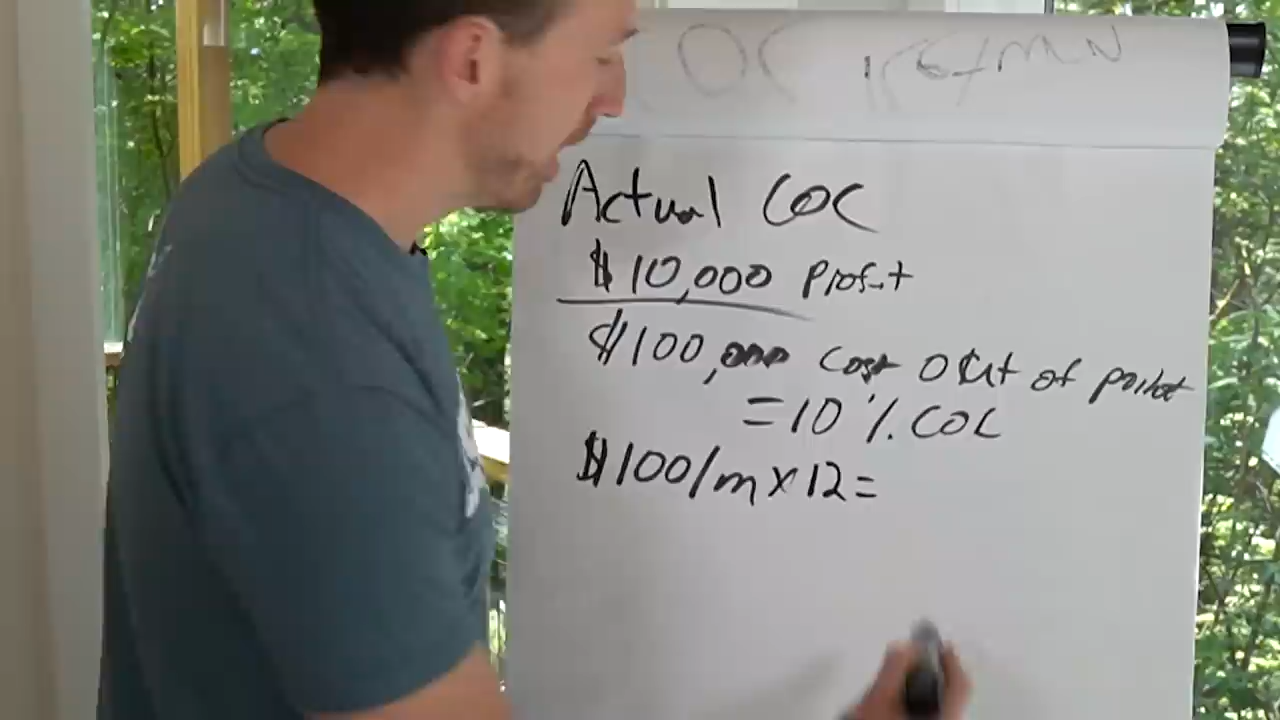 Actual COC
$10,000 Profit
$100,000 cost out of pocket
=10% COC
$100/m x 12=